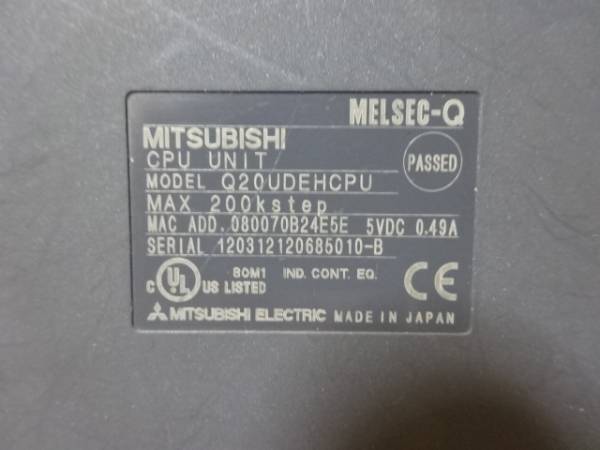 MELSEC-Q
MITSUBISHI
CPU UNIT
PASSED
MODEL Q20UDEHCPU
MAX 200kstep
MAC ADD. 080070B24E5E 5VDC 0.49A
SERIAL 120312120685010-B
C UL US LISTED 80M1 IND. CONT. EQ. CE
MITSUBISHI ELECTRIC MADE IN JAPAN